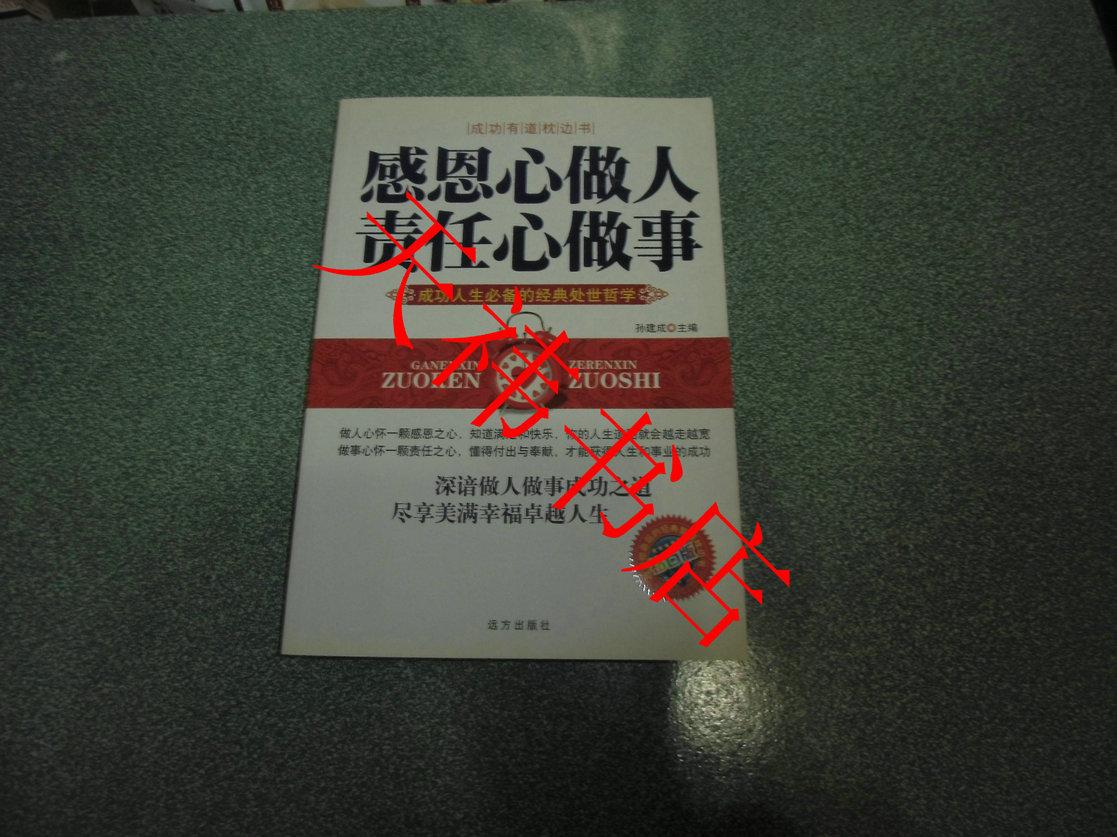 成功有道枕边书
感恩心做人
责任心做事
成功人生必备的经典处世哲学
孙建成 主编
GANENXIN
ZUOREN
ZERENXIN
ZUOSHI
做人心怀一颗感恩之心，知道满足和快乐，你的人生道路就会越走越宽
做事心怀一颗责任之心，懂得付出与奉献，才能获得人生和事业的成功
深谙做人做事成功之道
尽享美满幸福卓越人生
远方出版社
书店